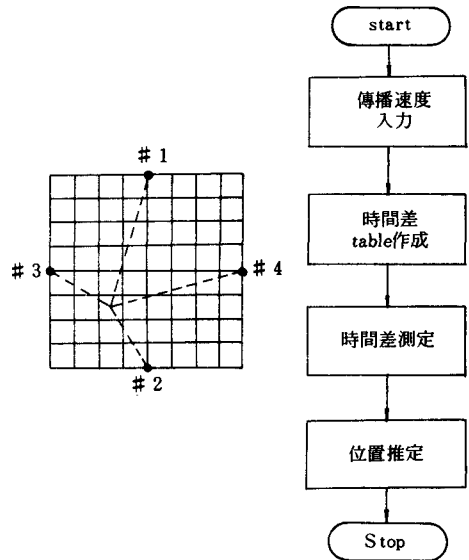 # 1
# 3
# 4
# 2
start
傳播速度
入力
時間差
table作成
時間差測定
位置推定
Stop